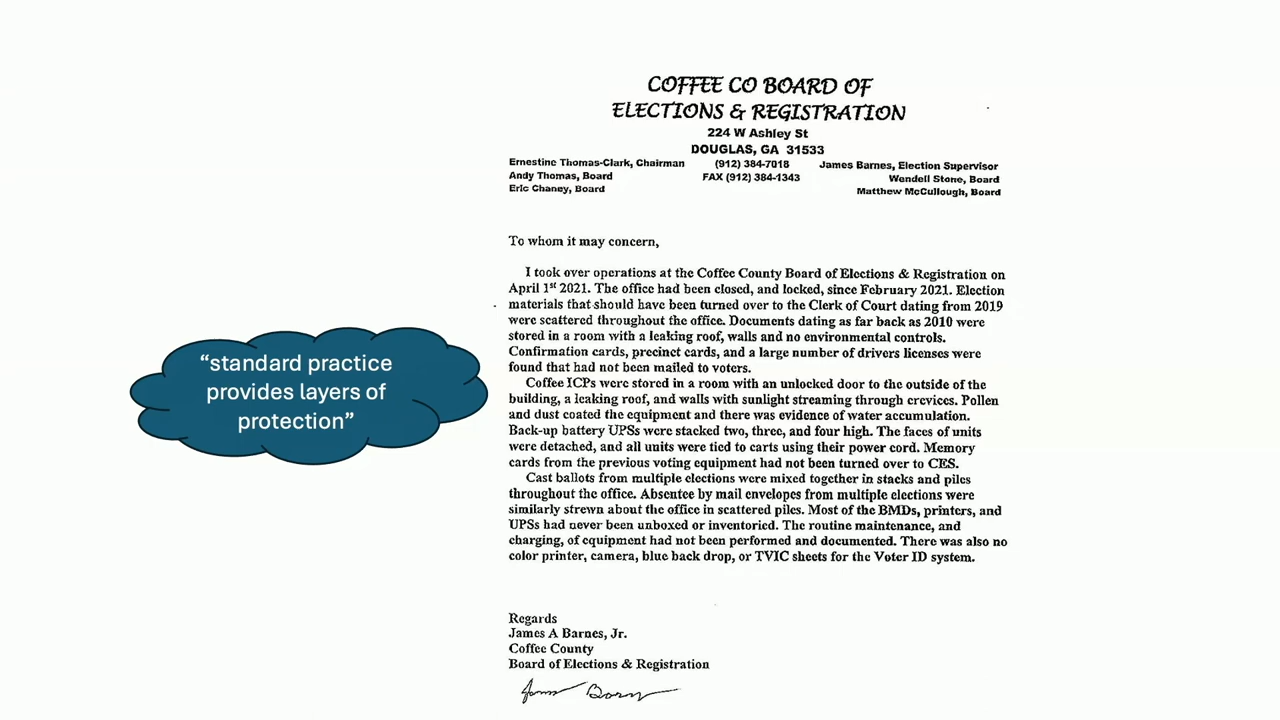 COFFEE CO BOARD OF
ELECTIONS & REGISTRATION
224 W Ashley St
DOUGLAS, GA 31533
Ernestine Thomas-Clark, Chairman (912) 384-7018 James Barnes, Election Supervisor
Andy Thomas, Board FAX (912) 384-1343 Wendell Stone, Board
Eric Chaney, Board Matthew McCullough, Board
To whom it may concern,
I took over operations at the Coffee County Board of Elections & Registration on
April 1st 2021. The office had been closed, and locked, since February 2021. Election
materials that should have been turned over to the Clerk of Court dating from 2019
were scattered throughout the office. Documents dating as far back as 2010 were
stored in a room with a leaking roof, walls and no environmental controls.
Confirmation cards, precinct cards, and a large number of drivers licenses were
found that had not been mailed to voters.
Coffee ICPs were stored in a room with an unlocked door to the outside of the
building, a leaking roof, and walls with sunlight streaming through crevices. Pollen
and dust coated the equipment and there was evidence of water accumulation.
Back-up battery UPSs were stacked two, three, and four high. The faces of units
were detached, and all units were tied to carts using their power cord. Memory
cards from the previous voting equipment had not been turned over to CES.
Cast ballots from multiple elections were mixed together in stacks and piles
throughout the office. Absentee by mail envelopes from multiple elections were
similarly strewn about the office in scattered piles. Most of the BMDs, printers, and
UPSs had never been unboxed or inventoried. The routine maintenance, and
charging, of equipment had not been performed and documented. There was also no
color printer, camera, blue back drop, or TVIC sheets for the Voter ID system.
Regards
James A Barnes, Jr.
Coffee County
Board of Elections & Registration
James Barnes
“standard practice
provides layers of
protection”